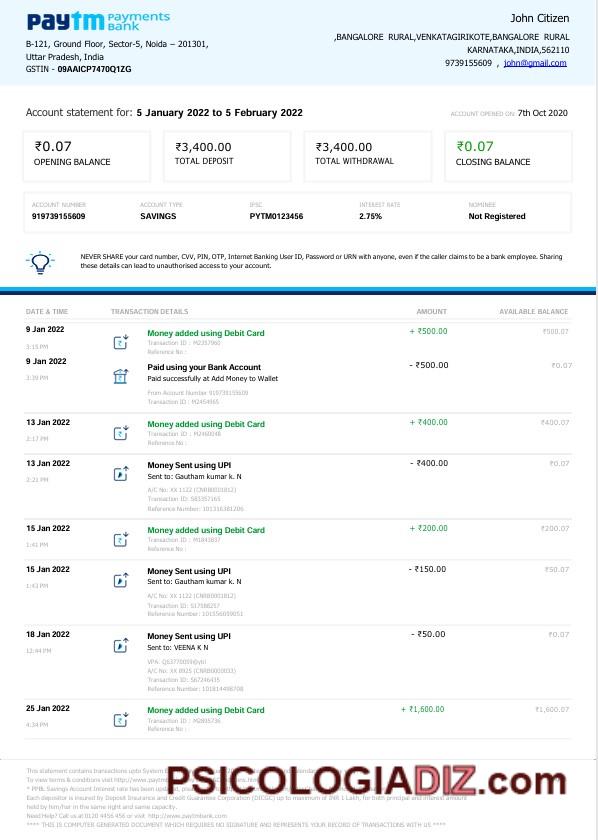 paytm Payments Bank
B-121, Ground Floor, Sector-5, Noida – 201301,
Uttar Pradesh, India
GSTIN - 09AAICP7470Q1ZG
John Citizen
,BANGALORE RURAL,VENKATAGIRIKOTE,BANGALORE RURAL
KARNATAKA,INDIA,562110
9739155609 , john@gmail.com
Account statement for: 5 January 2022 to 5 February 2022
ACCOUNT OPENED ON: 7th Oct 2020
₹0.07 ₹3,400.00 ₹3,400.00 ₹0.07
OPENING BALANCE TOTAL DEPOSIT TOTAL WITHDRAWAL CLOSING BALANCE
ACCOUNT NUMBER ACCOUNT TYPE IFSC INTEREST RATE NOMINEE
919739155609 SAVINGS PYTM0123456 2.75% Not Registered
NEVER SHARE your card number, CVV, PIN, OTP, Internet Banking User ID, Password or URN with anyone, even if the caller claims to be a bank employee. Sharing
these details can lead to unauthorised access to your account.
DATE & TIME TRANSACTION DETAILS AMOUNT AVAILABLE BALANCE
9 Jan 2022 Money added using Debit Card + ₹500.00 ₹500.07
3:15 PM Transaction ID : M2357960
Reference No :
9 Jan 2022 Paid using your Bank Account - ₹500.00 ₹0.07
3:39 PM Paid successfully at Add Money to Wallet
From Account Number 919739155609
Transaction ID : M2454965
13 Jan 2022 Money added using Debit Card + ₹400.00 ₹400.07
2:17 PM Transaction ID : M2460048
Reference No :
13 Jan 2022 Money Sent using UPI - ₹400.00 ₹0.07
2:21 PM Sent to: Gautham kumar k. N
A/C No: XX 1122 (CNRB0001812)
Transaction ID: S83357165
Reference Number: 101316381206
15 Jan 2022 Money added using Debit Card + ₹200.00 ₹200.07
1:41 PM Transaction ID : M1843837
Reference No :
15 Jan 2022 Money Sent using UPI - ₹150.00 ₹50.07
1:43 PM Sent to: Gautham kumar k. N
A/C No: XX 1122 (CNRB0001812)
Transaction ID: S17588257
Reference Number: 101556059051
18 Jan 2022 Money Sent using UPI - ₹50.00 ₹0.07
12:44 PM Sent to: VEENA K N
VPA: Q53770059@ybl
A/C No: XX 8925 (CNRB0000033)
Transaction ID: S67246435
Reference Number: 101814498708
25 Jan 2022 Money added using Debit Card + ₹1,600.00 ₹1,600.07
4:34 PM Transaction ID : M2895736
Reference No :
This statement contains transactions upto System
To view terms & conditions visit http://www.paytm
* PPBL Savings Account Interest rate has been updated,
Each depositor is insured by Deposit Insurance and Credit Guarantee Corporation (DICGC) up to maximum of INR 1 Lakh, for both principal and interest amount
held by him/her in the same right and same capacity.
Need Help? Call us at 0120 4456 456 or visit http://www.paytmbank.com
**** THIS IS COMPUTER GENERATED DOCUMENT WHICH REQUIRES NO SIGNATURE AND REPRESENTS YOUR RECORD OF TRANSACTIONS WITH US ****
PSICOLOGIADIZ.com